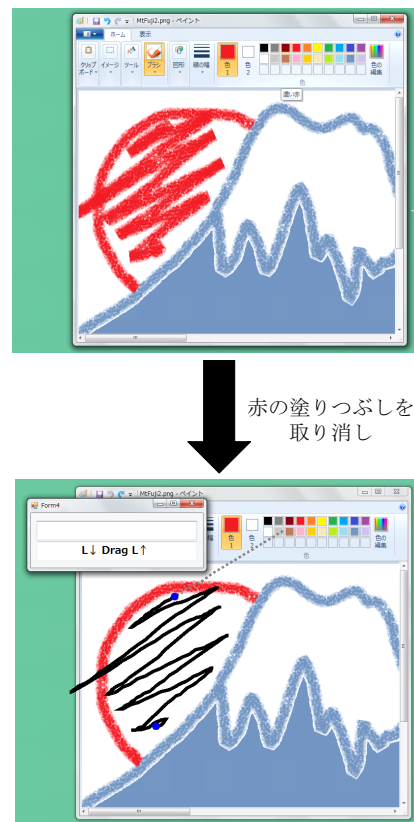 MtFuji2.png - ペイント
ホーム 表示
クリップボード イメージ ツール ブラシ 図形 線の幅 色1 色2 色の編集
色
濃い赤
赤の塗りつぶしを
取り消し
MtFuji2.png - ペイント
Form4
L↓ Drag L↑
幅 色1 色2 色の編集
色